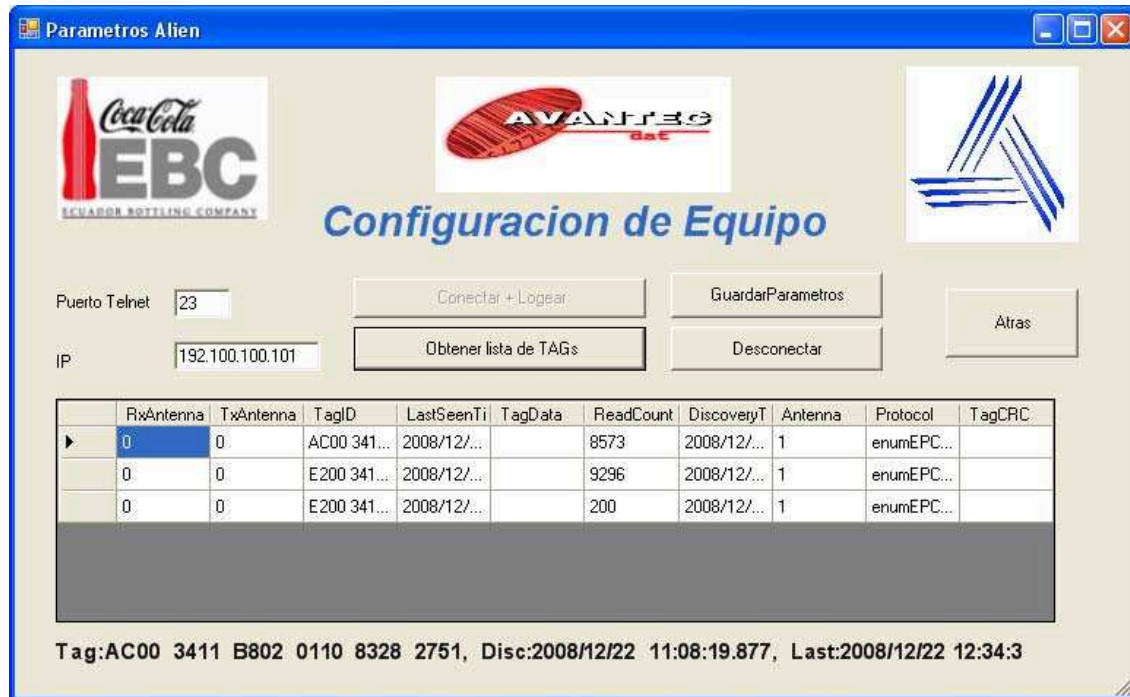 Parametros Alien
Coca-Cola
EBC
ECUADOR BOTTLING COMPANY
AVANTEC
dat
Configuracion de Equipo
Puerto Telnet 23 Conectar + Logear GuardarParametros
Atras
IP 192.100.100.101 Obtener lista de TAGs Desconectar
RxAntenna TxAntenna TagID LastSeenTi TagData ReadCount DiscoveryT Antenna Protocol TagCRC
0 0 AC00 341... 2008/12/... 8573 2008/12/... 1 enumEPC...
0 0 E200 341... 2008/12/... 9296 2008/12/... 1 enumEPC...
0 0 E200 341... 2008/12/... 200 2008/12/... 1 enumEPC...
Tag:AC00 3411 B802 0110 8328 2751, Disc:2008/12/22 11:08:19.877, Last:2008/12/22 12:34:3